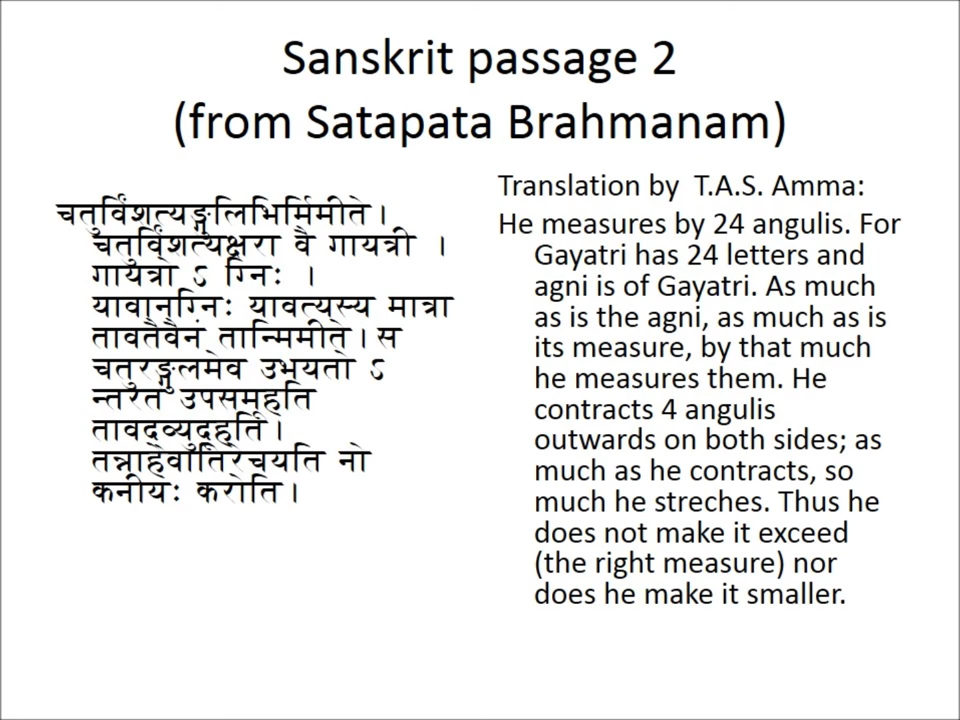 Sanskrit passage 2
(from Satapata Brahmanam)
चतुर्विंशत्यङ्गुलिभिर्मिमीते।
चतुर्विंशत्यक्षरा वै गायत्री ।
गायत्रो ऽ ग्निः ।
यावानग्निः यावत्यस्य मात्रा
तावतैवैनं तान्मिमीते। स
चतुरङ्गुलमेव उभयतो ऽ
न्तरत उपसमूहति
तावद्व्युदूहति।
तन्नाहैवातिरेचयति नो
कनीयः करोति।
Translation by T.A.S. Amma:
He measures by 24 angulis. For
Gayatri has 24 letters and
agni is of Gayatri. As much
as is the agni, as much as is
its measure, by that much
he measures them. He
contracts 4 angulis
outwards on both sides; as
much as he contracts, so
much he streches. Thus he
does not make it exceed
(the right measure) nor
does he make it smaller.